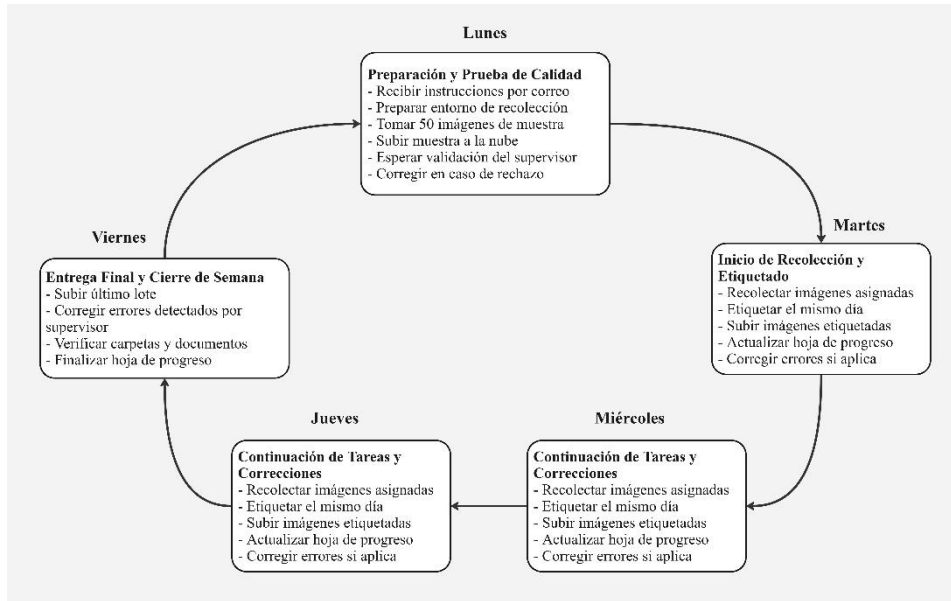 Lunes
Preparación y Prueba de Calidad
- Recibir instrucciones por correo
- Preparar entorno de recolección
- Tomar 50 imágenes de muestra
- Subir muestra a la nube
- Esperar validación del supervisor
- Corregir en caso de rechazo
Martes
Inicio de Recolección y
Etiquetado
- Recolectar imágenes asignadas
- Etiquetar el mismo día
- Subir imágenes etiquetadas
- Actualizar hoja de progreso
- Corregir errores si aplica
Miércoles
Continuación de Tareas y
Correcciones
- Recolectar imágenes asignadas
- Etiquetar el mismo día
- Subir imágenes etiquetadas
- Actualizar hoja de progreso
- Corregir errores si aplica
Jueves
Continuación de Tareas y
Correcciones
- Recolectar imágenes asignadas
- Etiquetar el mismo día
- Subir imágenes etiquetadas
- Actualizar hoja de progreso
- Corregir errores si aplica
Viernes
Entrega Final y Cierre de Semana
- Subir último lote
- Corregir errores detectados por
supervisor
- Verificar carpetas y documentos
- Finalizar hoja de progreso